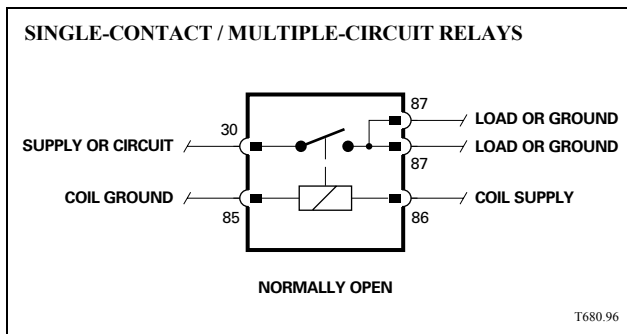 SINGLE-CONTACT / MULTIPLE-CIRCUIT RELAYS
87
LOAD OR GROUND
30
SUPPLY OR CIRCUIT
LOAD OR GROUND
87
COIL GROUND
COIL SUPPLY
85
86
NORMALLY OPEN
T680.96